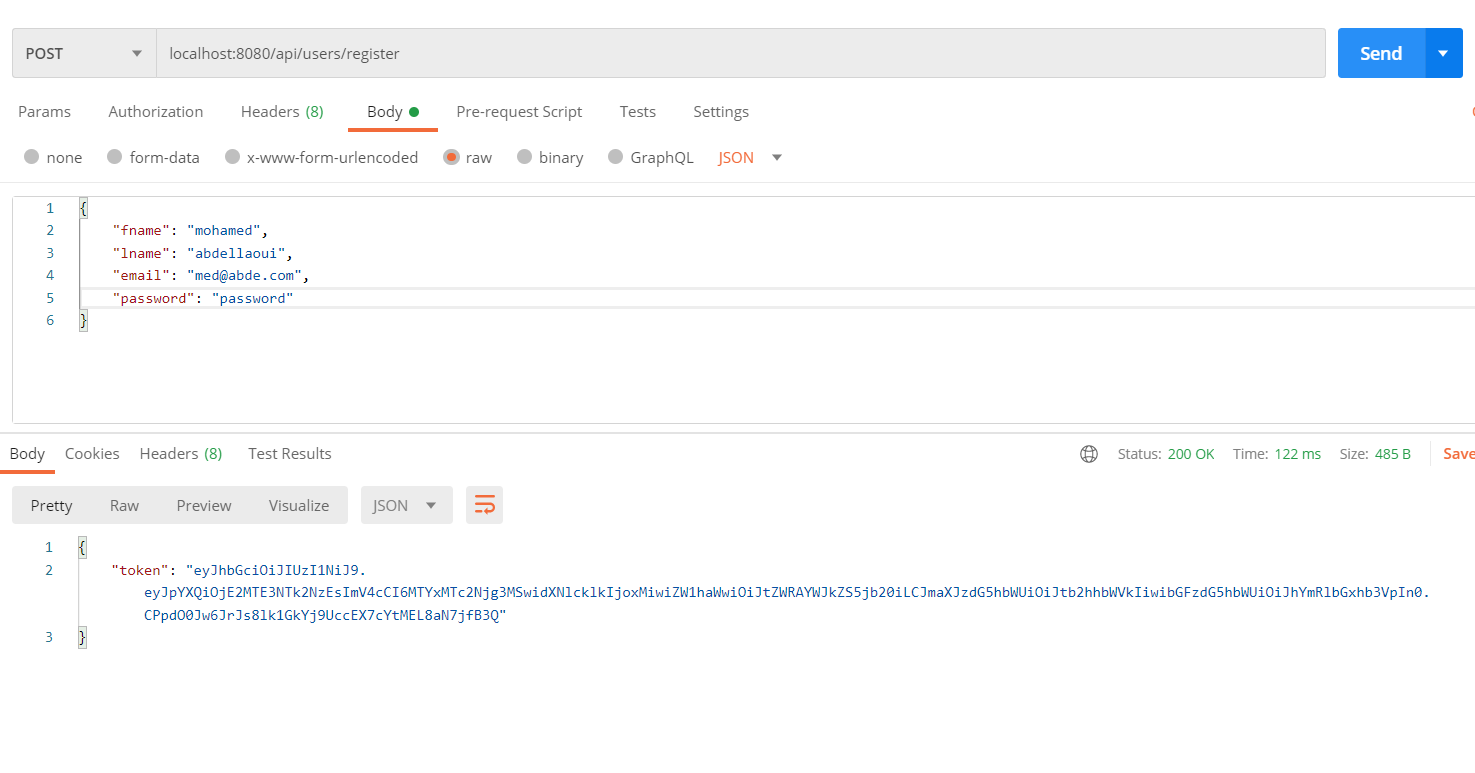 POST localhost:8080/api/users/register Send
Params Authorization Headers (8) Body Pre-request Script Tests Settings
none form-data x-www-form-urlencoded raw binary GraphQL JSON
1 {
2 "fname": "mohamed",
3 "lname": "abdellaoui",
4 "email": "med@abde.com",
5 "password": "password"
6 }
Body Cookies Headers (8) Test Results Status: 200 OK Time: 122 ms Size: 485 B Save
Pretty Raw Preview Visualize JSON
1 {
2 "token": "eyJhbGciOiJIUzI1NiJ9.
eyJpYXQiOjE2MTE3NTk2NzEsImV4cCI6MTYxMTc2Njg3MSwidXNlcklkIjoxMiwiZW1haWwiOiJtZWRAYWJkZS5jb20iLCJmaXJzdG5hbWUiOiJtb2hhbWVkIiwibGFzdG5hbWUiOiJhYmRlbGxhb3VpIn0.
CPpdO0Jw6JrJs8lk1GkYj9UccEX7cYtMEL8aN7jfB3Q"
3 }